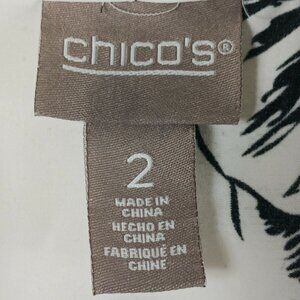 chico's®
2
MADE IN
CHINA
HECHO EN
CHINA
FABRIQUÉ EN
CHINE